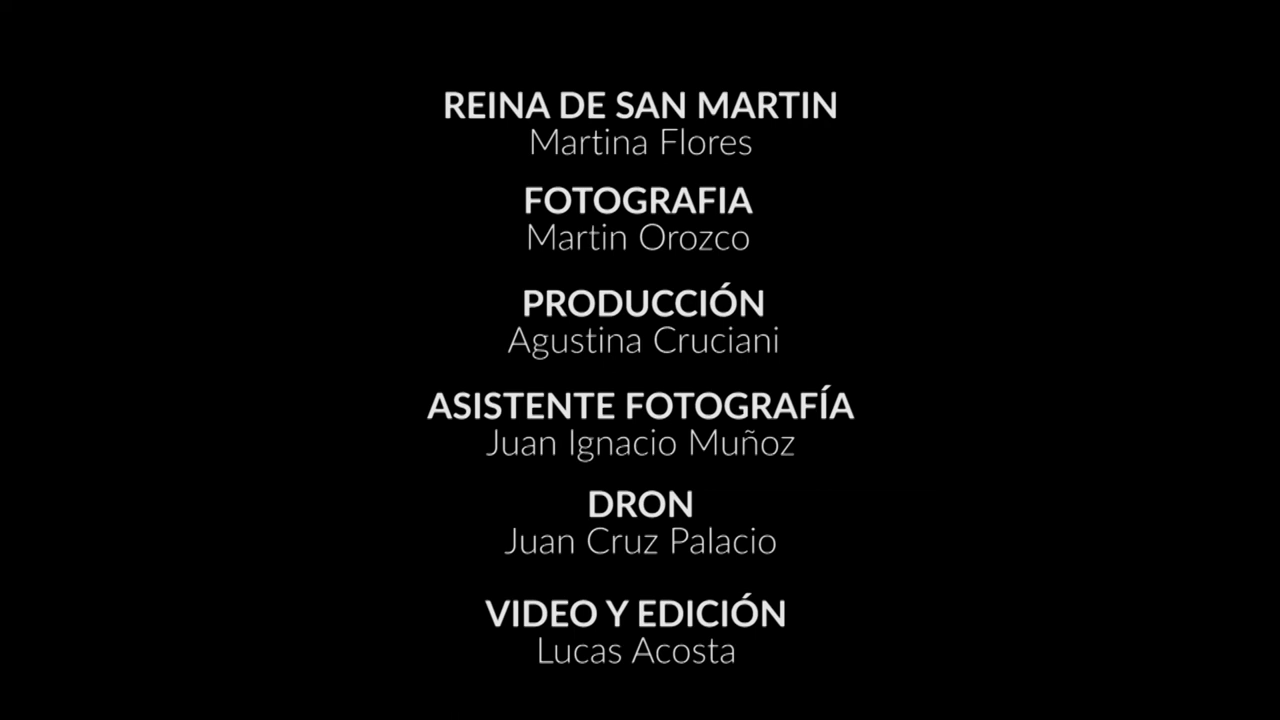 REINA DE SAN MARTIN
Martina Flores
FOTOGRAFIA
Martin Orozco
PRODUCCIÓN
Agustina Cruciani
ASISTENTE FOTOGRAFÍA
Juan Ignacio Muñoz
DRON
Juan Cruz Palacio
VIDEO Y EDICIÓN
Lucas Acosta